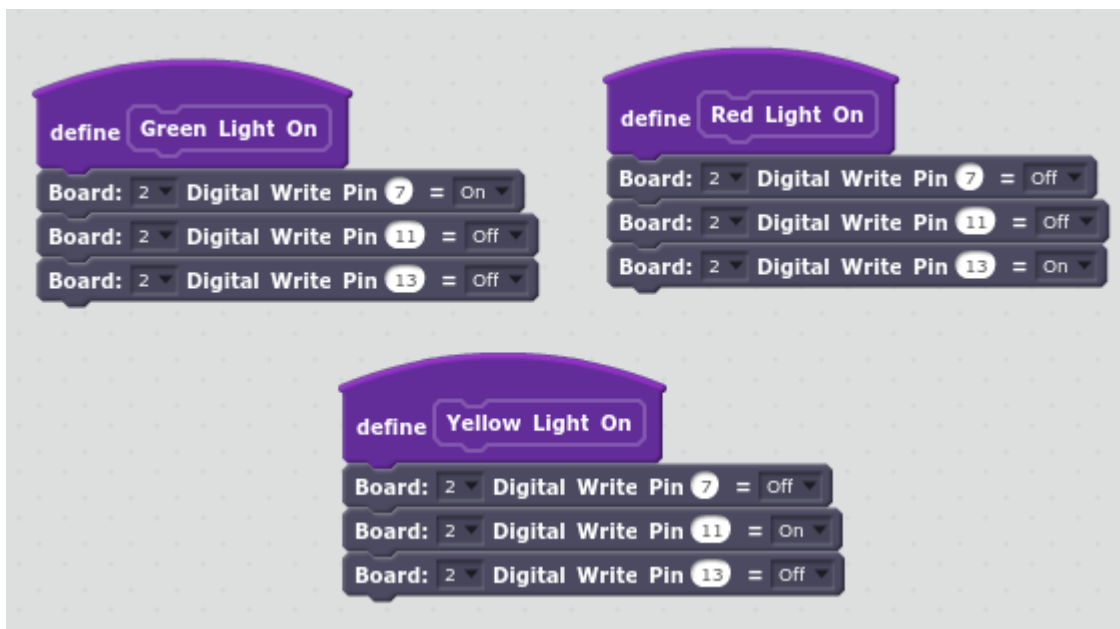 define Green Light On
Board: 2 Digital Write Pin 7 = On
Board: 2 Digital Write Pin 11 = Off
Board: 2 Digital Write Pin 13 = Off
define Red Light On
Board: 2 Digital Write Pin 7 = Off
Board: 2 Digital Write Pin 11 = Off
Board: 2 Digital Write Pin 13 = On
define Yellow Light On
Board: 2 Digital Write Pin 7 = Off
Board: 2 Digital Write Pin 11 = On
Board: 2 Digital Write Pin 13 = Off